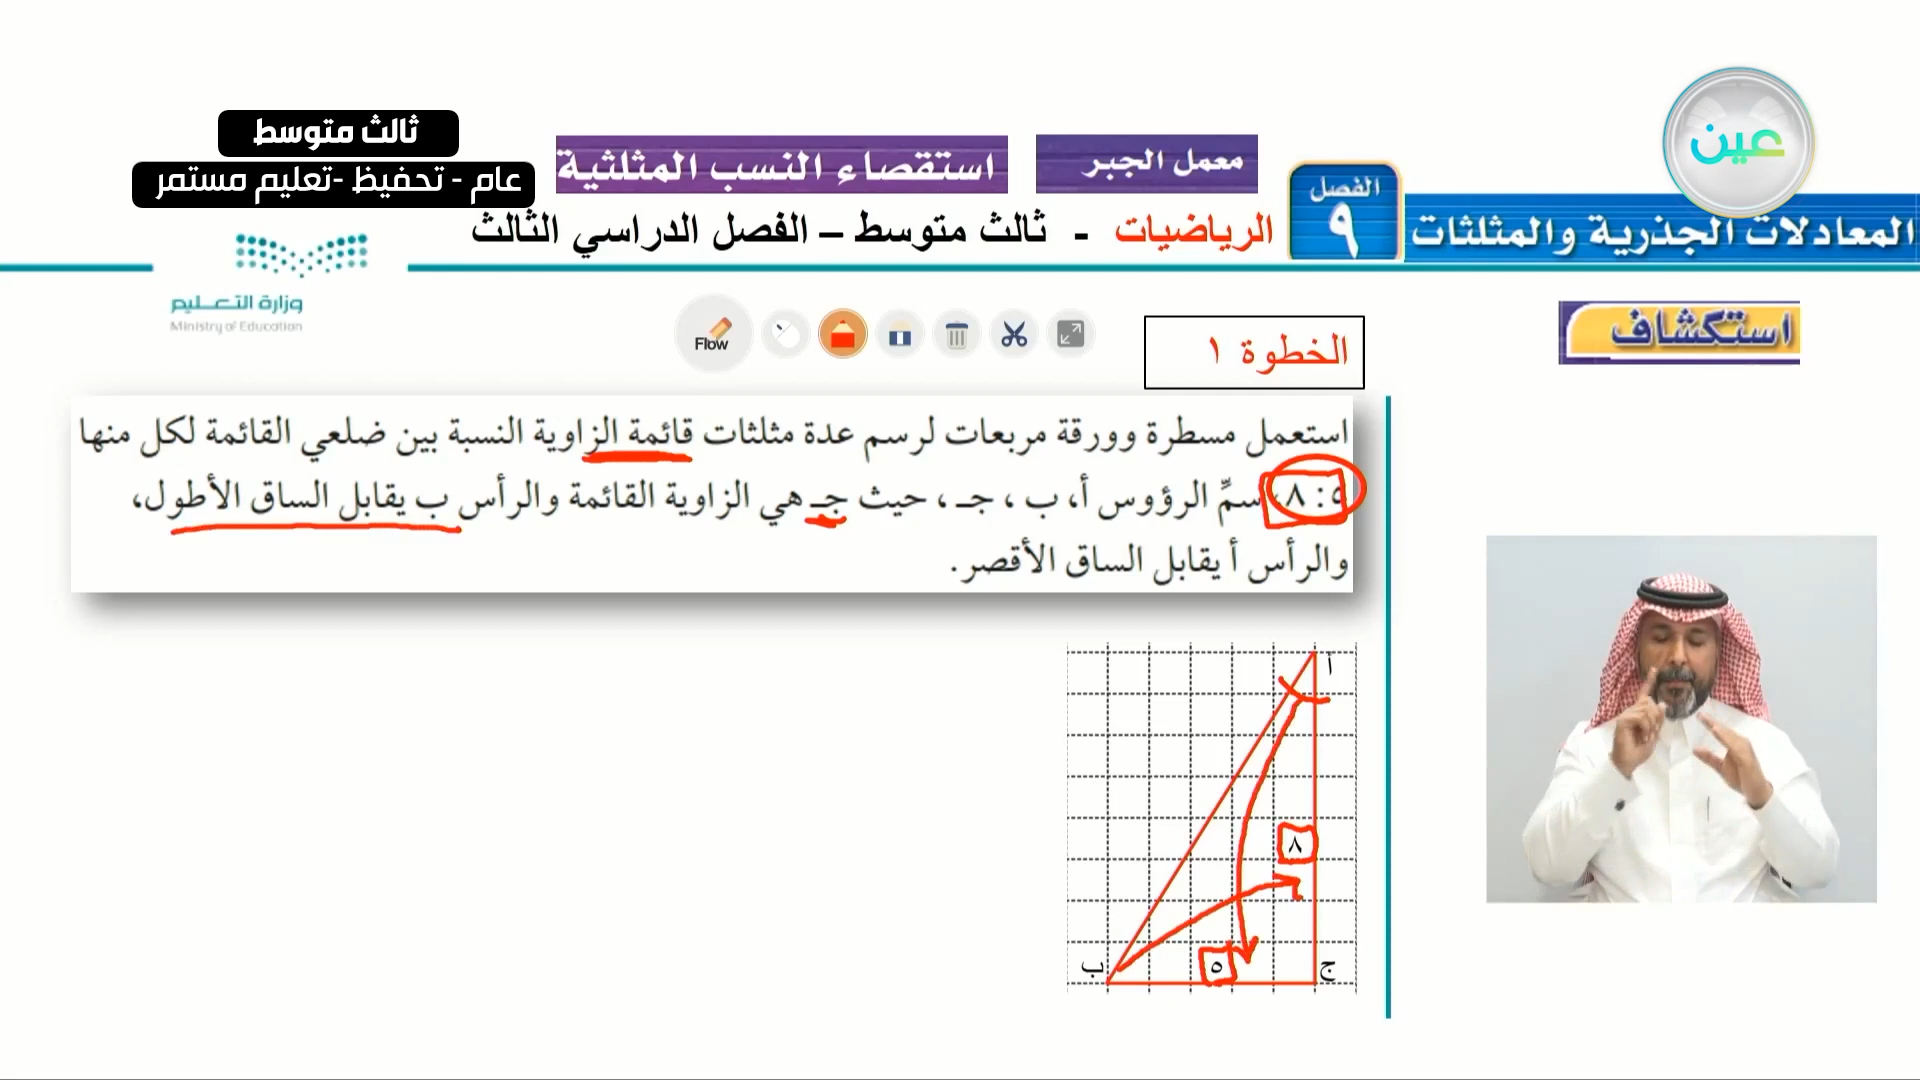 عين
ثالث متوسط
عام - تحفيظ -تعليم مستمر
معمل الجبر
استقصاء النسب المثلثية
الفصل
٩
المعادلات الجذرية والمثلثات
الرياضيات - ثالث متوسط – الفصل الدراسي الثالث
وزارة التعليم
Ministry of Education
Flow
الخطوة ١
استكشاف
استعمل مسطرة وورقة مربعات لرسم عدة مثلثات قائمة الزاوية النسبة بين ضلعي القائمة لكل منها
٥ : ٨، سمِّ الرؤوس أ، ب ، جـ ، حيث جـ هي الزاوية القائمة والرأس ب يقابل الساق الأطول،
والرأس أ يقابل الساق الأقصر.
أ
٨
ج
٥
ب